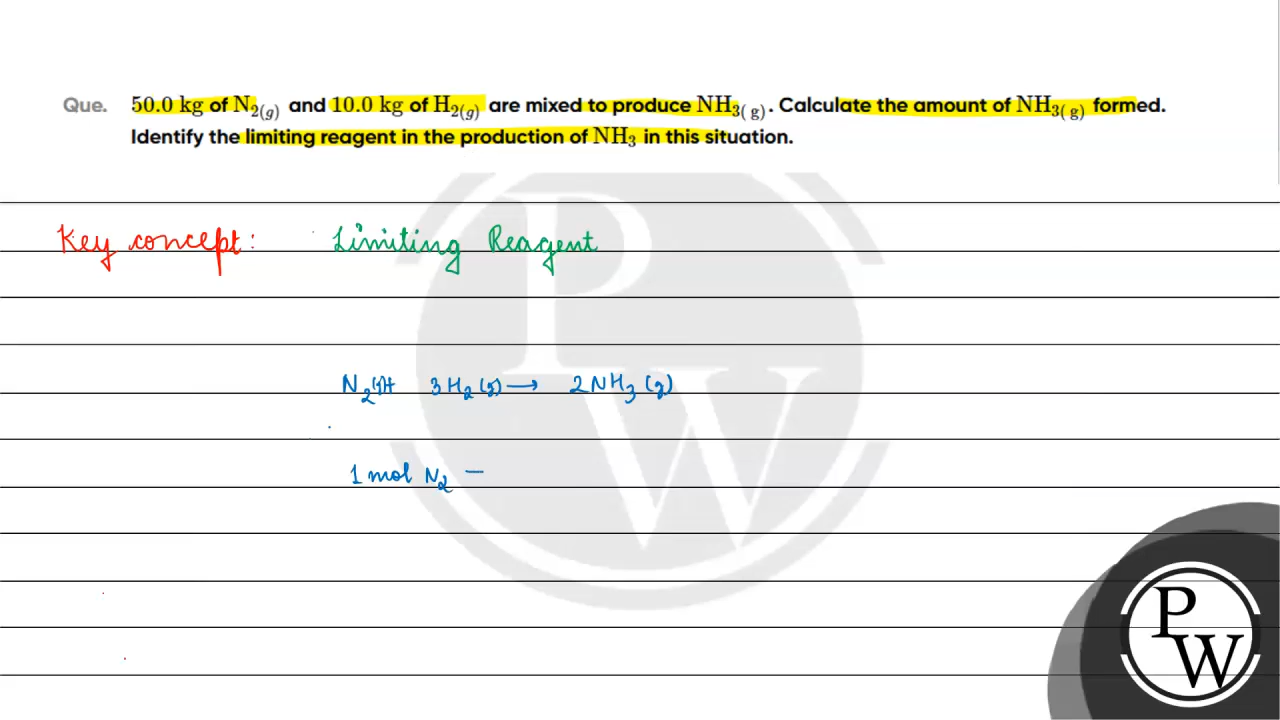 Que. 50.0 kg of N₂(g) and 10.0 kg of H₂(g) are mixed to produce NH₃(g). Calculate the amount of NH₃(g) formed.
Identify the limiting reagent in the production of NH₃ in this situation.
Key concept: Limiting Reagent
N₂(g)+ 3H₂(g) → 2NH₃(g)
1 mol N₂ =
P
W
P
W